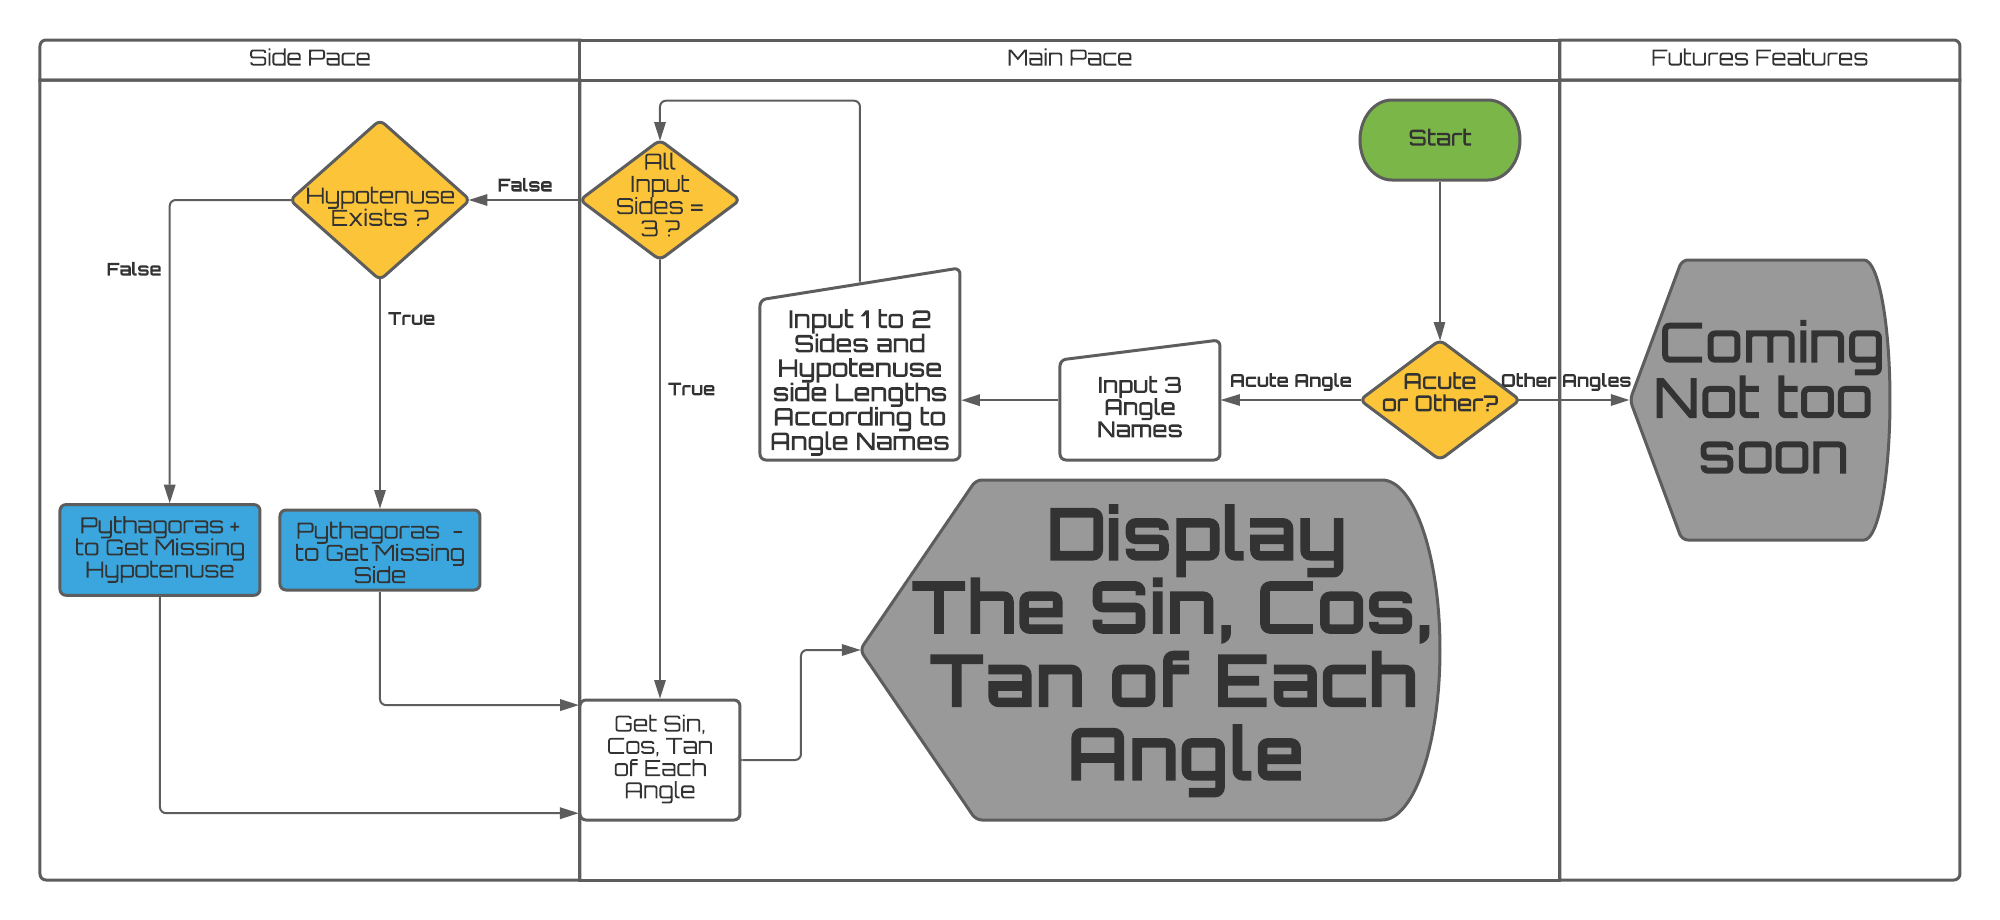 Side Pace
Main Pace
Futures Features
Start
All
Input
Sides =
3 ?
False
Hypotenuse
Exists ?
False
True
True
Input 1 to 2
Sides and
Hypotenuse
side Lengths
According to
Angle Names
Input 3
Angle
Names
Acute Angle
Acute
or Other?
Other Angles
Coming
Not too
soon
Pythagoras +
to Get Missing
Hypotenuse
Pythagoras -
to Get Missing
Side
Get Sin,
Cos, Tan
of Each
Angle
Display
The Sin, Cos,
Tan of Each
Angle